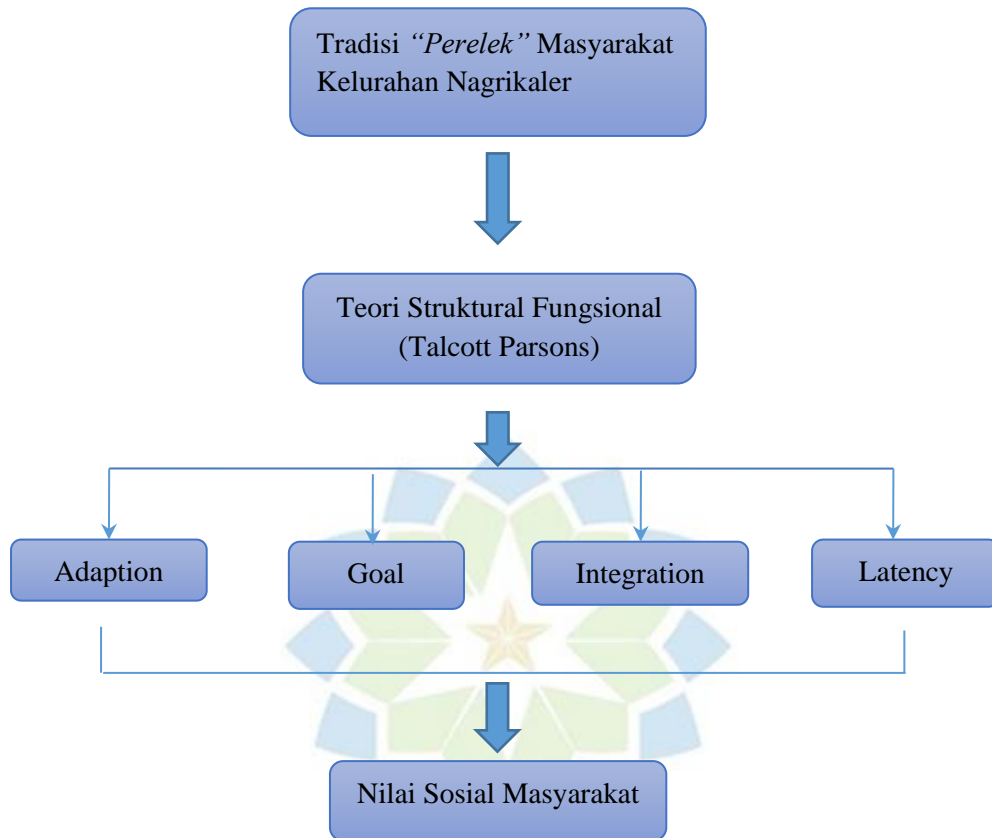 Tradisi “Perelek” Masyarakat
Kelurahan Nagrikaler
Teori Struktural Fungsional
(Talcott Parsons)
Adaption
Goal
Integration
Latency
Nilai Sosial Masyarakat